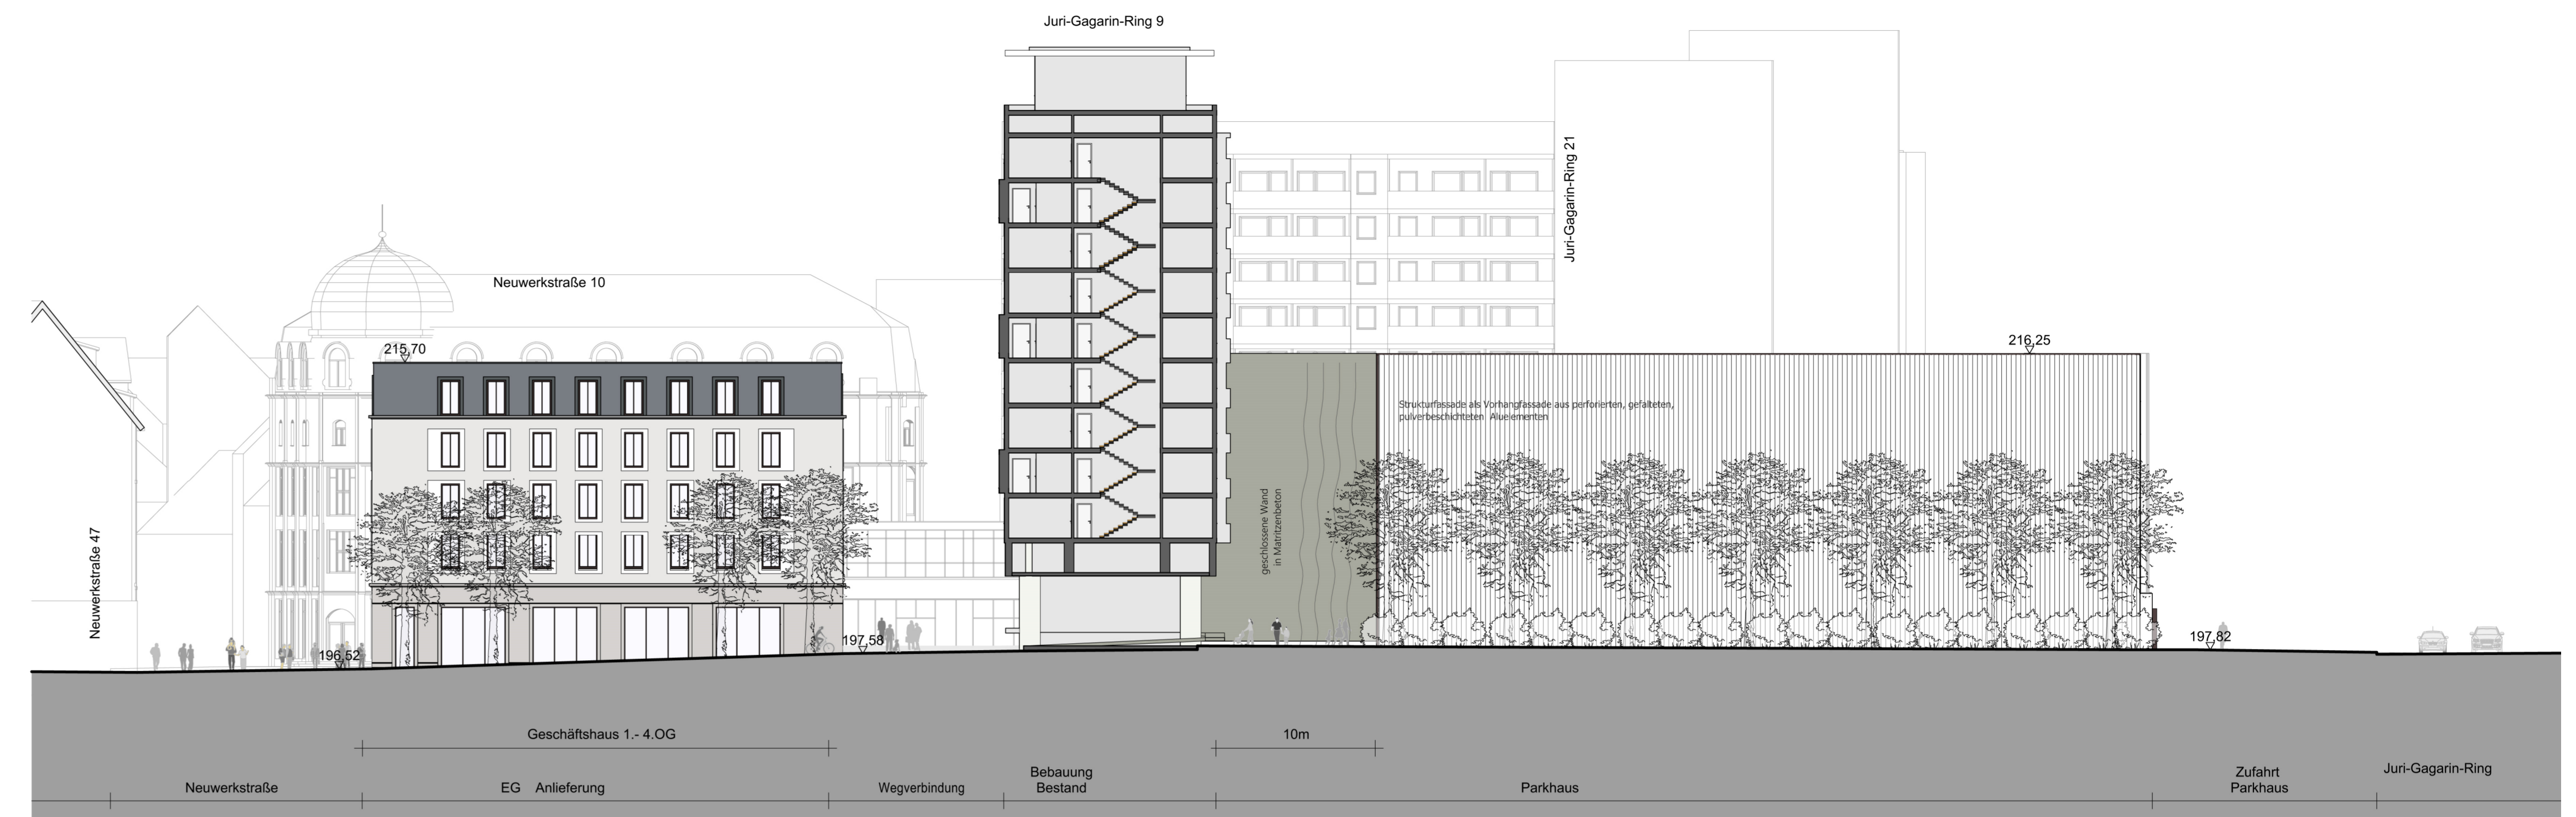 Juri-Gagarin-Ring 9
Juri-Gagarin-Ring 21
Neuwerkstraße 10
215,70
216,25
Strukturfassade als Vorhangfassade aus perforierten, gefalteten,
pulverbeschichteten Aluelementen
geschlossene Wand
in Matritzenbeton
Neuwerkstraße 47
196,52
197,58
197,82
Geschäftshaus 1.- 4.OG
10m
Neuwerkstraße
EG Anlieferung
Wegverbindung
Bebauung
Bestand
Parkhaus
Zufahrt
Parkhaus
Juri-Gagarin-Ring